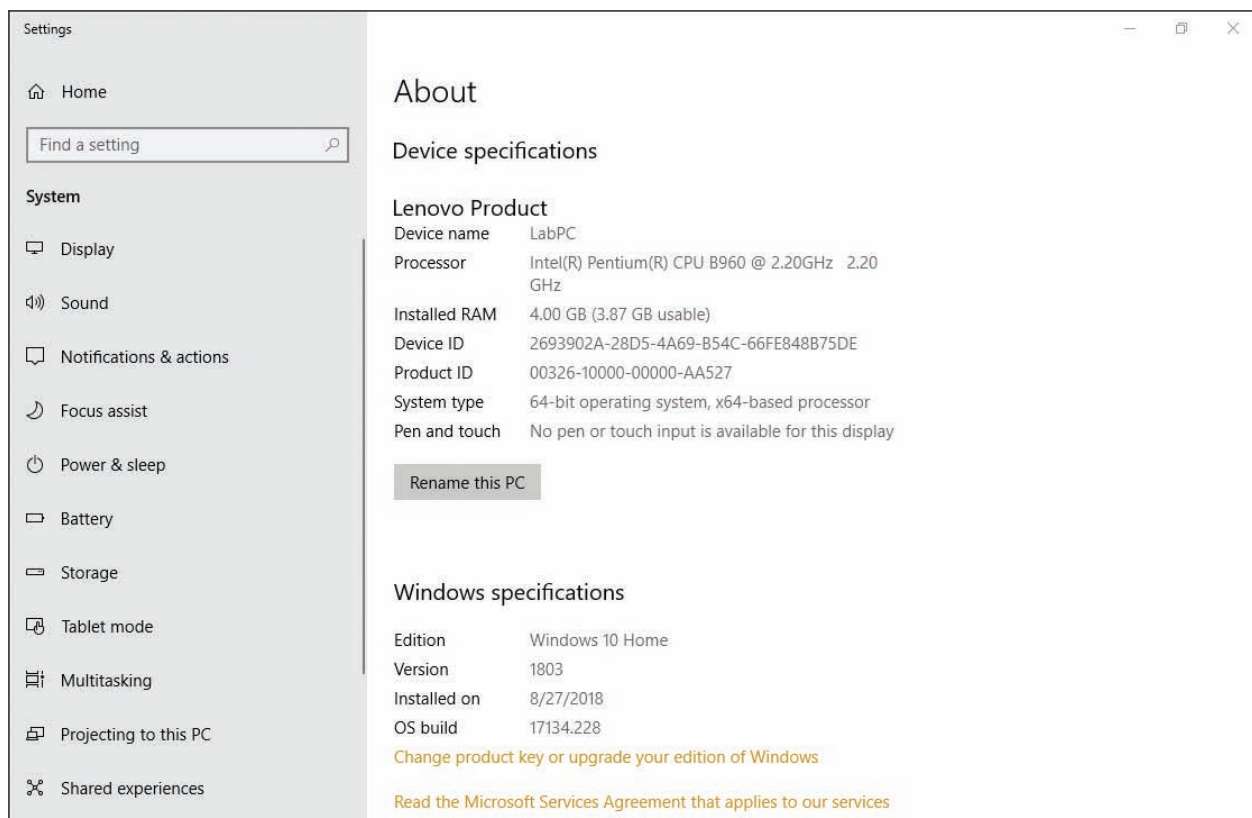 Settings
Home
Find a setting
System
Display
Sound
Notifications & actions
Focus assist
Power & sleep
Battery
Storage
Tablet mode
Multitasking
Projecting to this PC
Shared experiences
About
Device specifications
Lenovo Product
Device name LabPC
Processor Intel(R) Pentium(R) CPU B960 @ 2.20GHz 2.20
GHz
Installed RAM 4.00 GB (3.87 GB usable)
Device ID 2693902A-28D5-4A69-B54C-66FE848B75DE
Product ID 00326-10000-00000-AA527
System type 64-bit operating system, x64-based processor
Pen and touch No pen or touch input is available for this display
Rename this PC
Windows specifications
Edition Windows 10 Home
Version 1803
Installed on 8/27/2018
OS build 17134.228
Change product key or upgrade your edition of Windows
Read the Microsoft Services Agreement that applies to our services